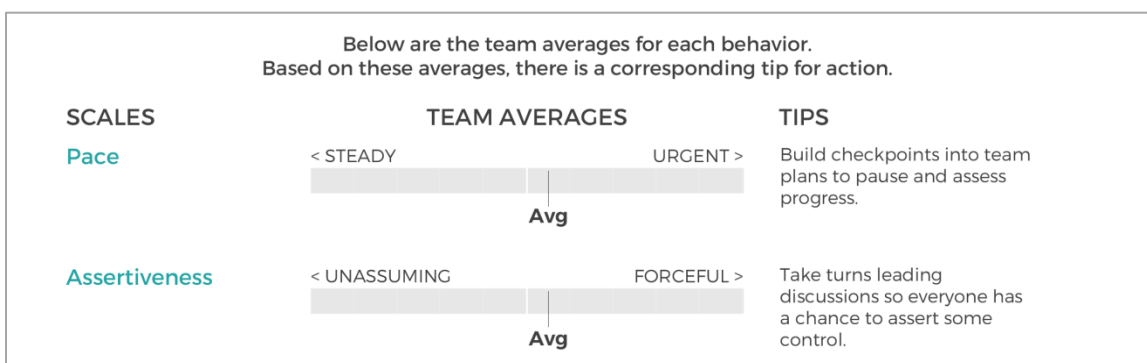 Below are the team averages for each behavior.
Based on these averages, there is a corresponding tip for action.
SCALES TEAM AVERAGES TIPS
Pace < STEADY URGENT > Build checkpoints into team
plans to pause and assess
progress.
Avg
Assertiveness < UNASSUMING FORCEFUL > Take turns leading
discussions so everyone has
a chance to assert some
control.
Avg